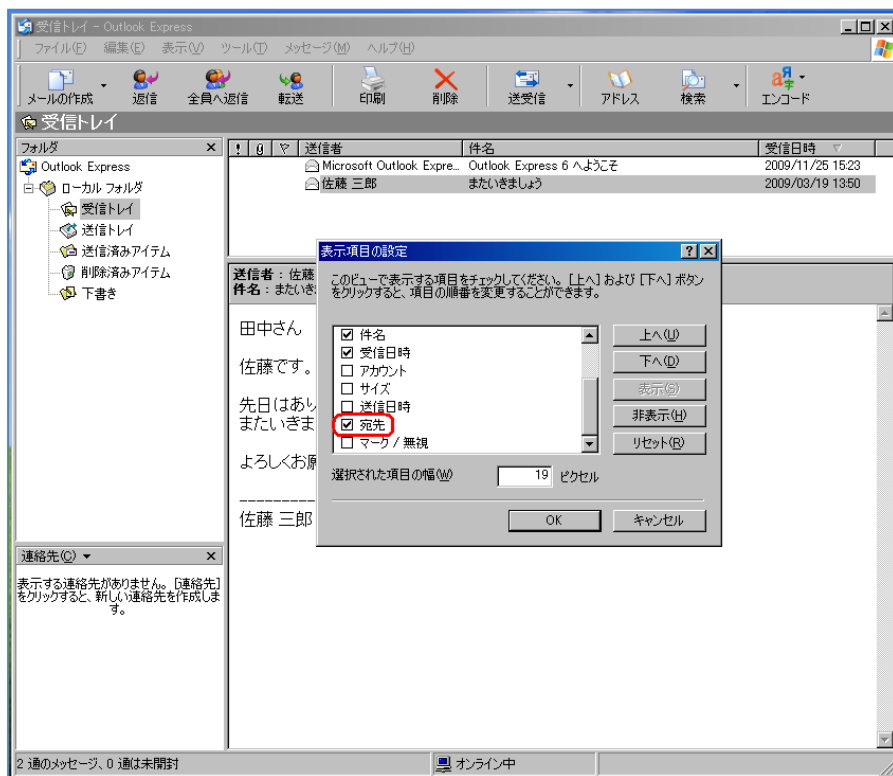 受信トレイ - Outlook Express
ファイル(F) 編集(E) 表示(V) ツール(T) メッセージ(M) ヘルプ(H)
メールの作成 返信 全員へ返信 転送 印刷 削除 送受信 アドレス 検索 エンコード
受信トレイ
フォルダ
Outlook Express
ローカル フォルダ
受信トレイ
送信トレイ
送信済みアイテム
削除済みアイテム
下書き
! 送信者 件名 受信日時
Microsoft Outlook Expre... Outlook Express 6 へようこそ 2009/11/25 15:23
佐藤 三郎 またいきましょう 2009/03/19 13:50
送信者：佐藤
件名：またいき
田中さん
佐藤です。
先日はあり
またいきま
よろしくお願
佐藤 三郎
表示項目の設定
このビューで表示する項目をチェックしてください。[上へ] および [下へ] ボタン
をクリックすると、項目の順番を変更することができます。
件名
受信日時
アカウント
サイズ
送信日時
宛先
マーク / 無視
上へ(U)
下へ(D)
表示(S)
非表示(H)
リセット(R)
選択された項目の幅(W) 19 ピクセル
OK キャンセル
連絡先(C)
表示する連絡先がありません。[連絡先]
をクリックすると、新しい連絡先を作成しま
す。
2 通のメッセージ、0 通は未開封 オンライン中